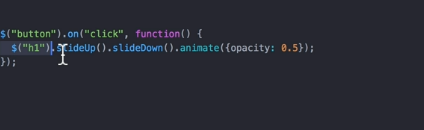 $("button").on("click", function() {
$("h1").slideUp().slideDown().animate({opacity: 0.5});
});